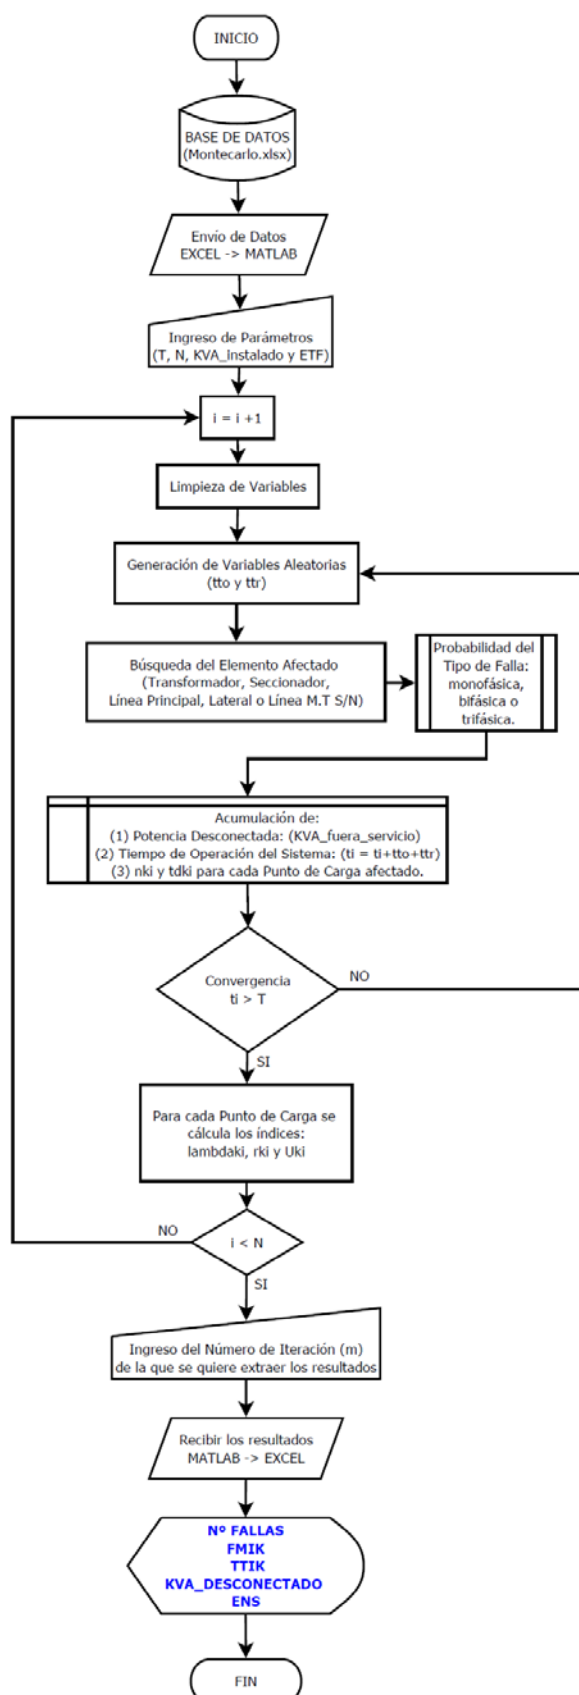 INICIO
BASE DE DATOS
(Montecarlo.xlsx)
Envío de Datos
EXCEL -> MATLAB
Ingreso de Parámetros
(T, N, KVA_instalado y ETF)
i = i +1
Limpieza de Variables
Generación de Variables Aleatorias
(tto y ttr)
Búsqueda del Elemento Afectado
(Transformador, Seccionador,
Línea Principal, Lateral o Línea M.T S/N)
Probabilidad del
Tipo de Falla:
monofásica,
bifásica o
trifásica.
Acumulación de:
(1) Potencia Desconectada: (KVA_fuera_servicio)
(2) Tiempo de Operación del Sistema: (ti = ti+tto+ttr)
(3) nki y tdki para cada Punto de Carga afectado.
Convergencia
ti > T
NO
SI
Para cada Punto de Carga se
cálcula los índices:
lambdaki, rki y Uki
NO
i < N
SI
Ingreso del Número de Iteración (m)
de la que se quiere extraer los resultados
Recibir los resultados
MATLAB -> EXCEL
Nº FALLAS
FMIK
TTIK
KVA_DESCONECTADO
ENS
FIN